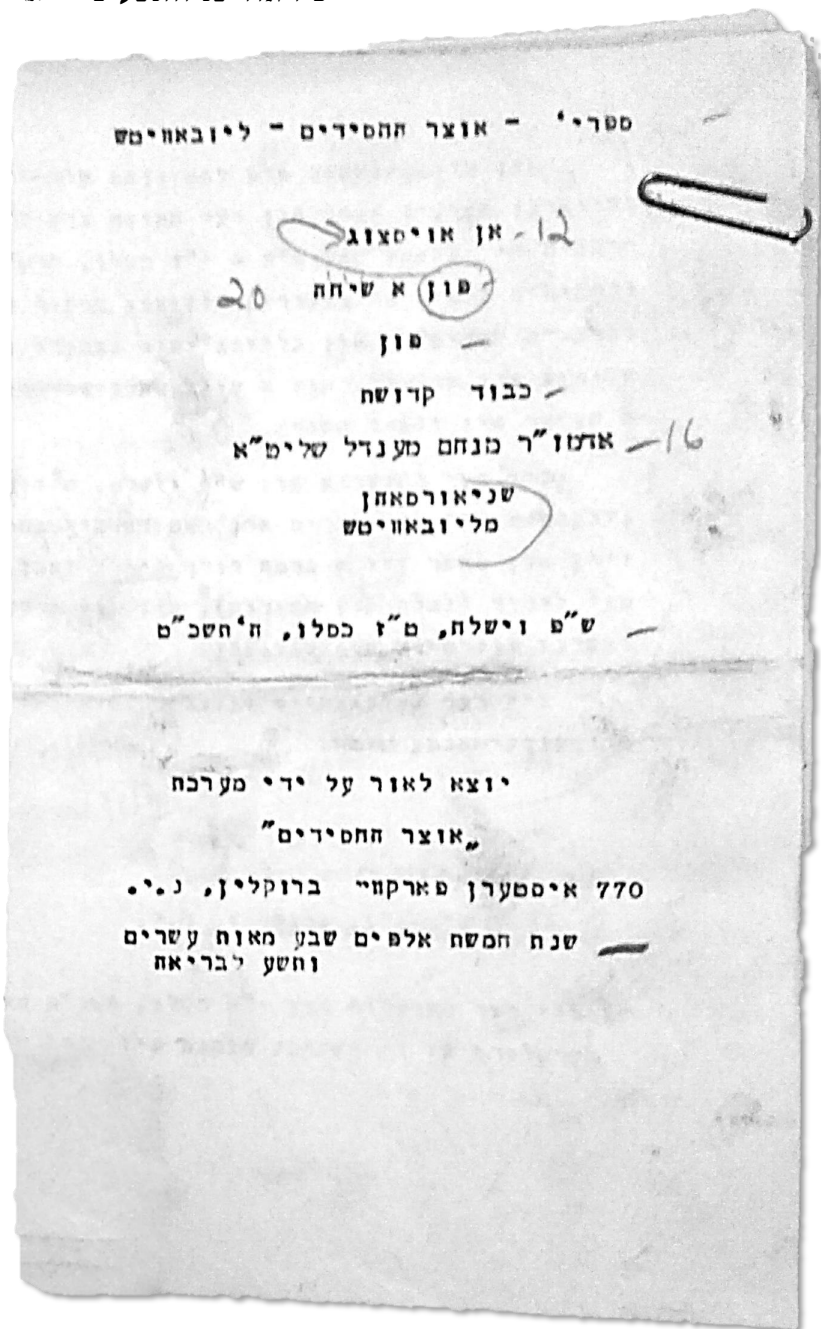 ספרי' - אוצר החסידים - ליובאוויטש
אן אויסצוג - 12
פון א שיחה 20
פון
כבוד קדושת
אדמו"ר מנחם מענדל שליט"א 16
שניאורסאהן
מליובאוויטש
ש"פ וישלח, ט"ז כסלו, ה'תשכ"ט
יוצא לאור על ידי מערכת
„אוצר החסידים"
770 איסטערן פארקוויי ברוקלין, נ.י.
שנת חמשת אלפים שבע מאות עשרים
ותשע לבריאה